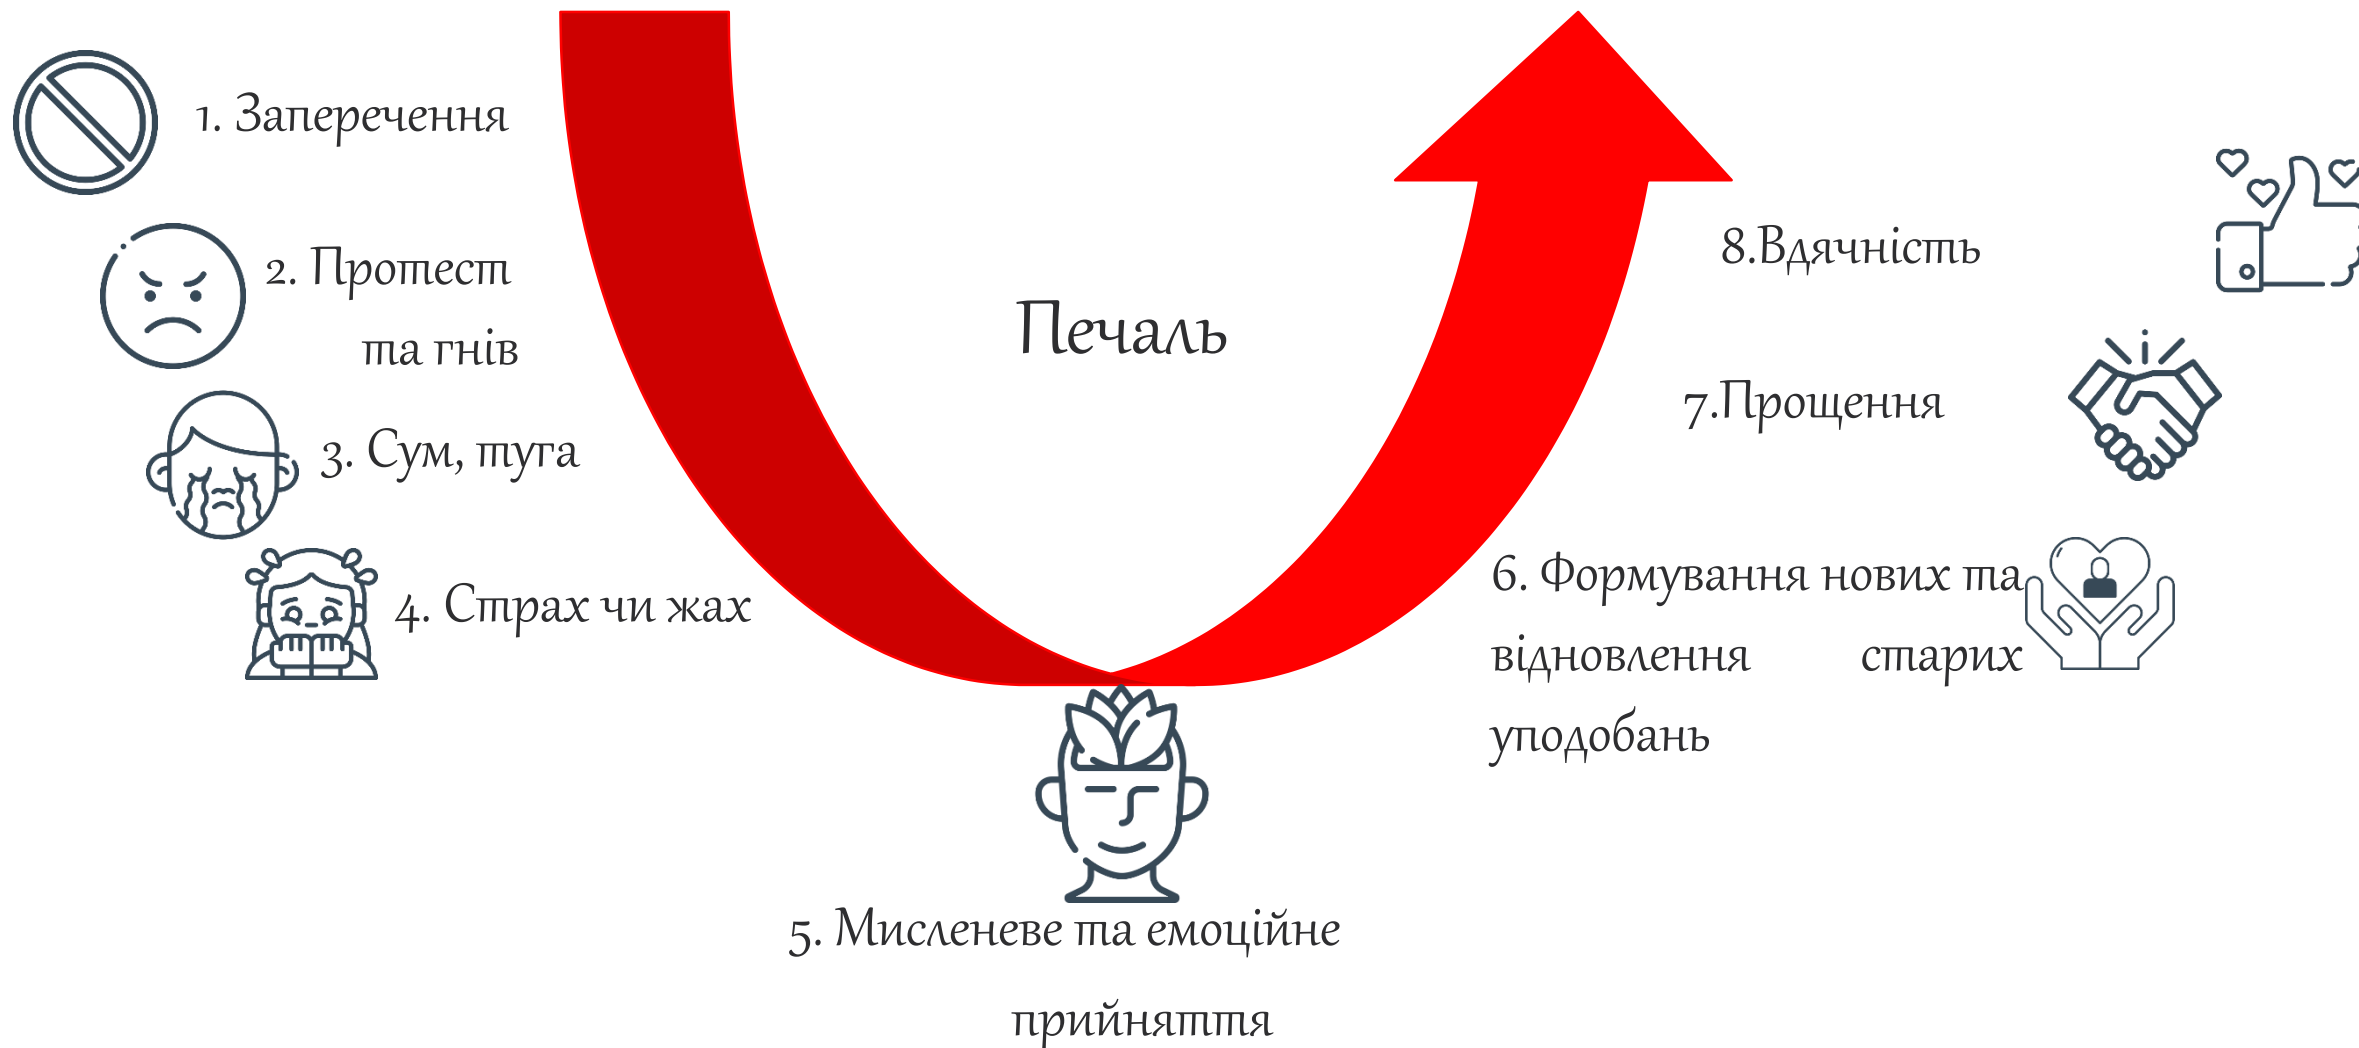 1. Заперечення
2. Протест
та гнів
3. Сум, туга
4. Страх чи жах
Печаль
5. Мисленеве та емоційне
прийняття
6. Формування нових та
відновлення старих
уподобань
7.Прощення
8.Вдячність